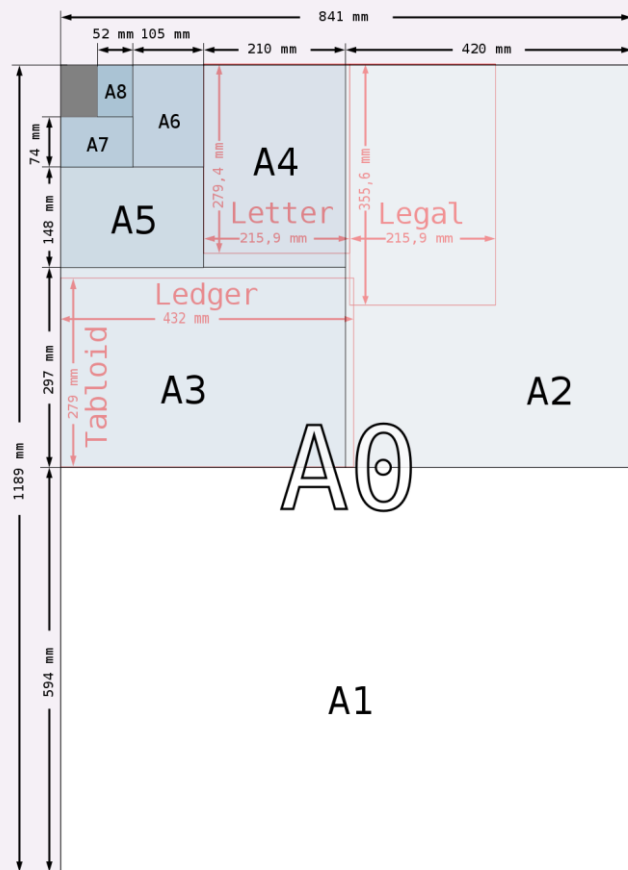 841 mm
52 mm 105 mm
210 mm
420 mm
A8
A6
A7
74 mm
A4
279,4 mm
355,6 mm
A5
148 mm
Letter
Legal
215,9 mm
215,9 mm
Ledger
432 mm
297 mm
279 mm
Tabloid
A3
A2
A0
1189 mm
594 mm
A1